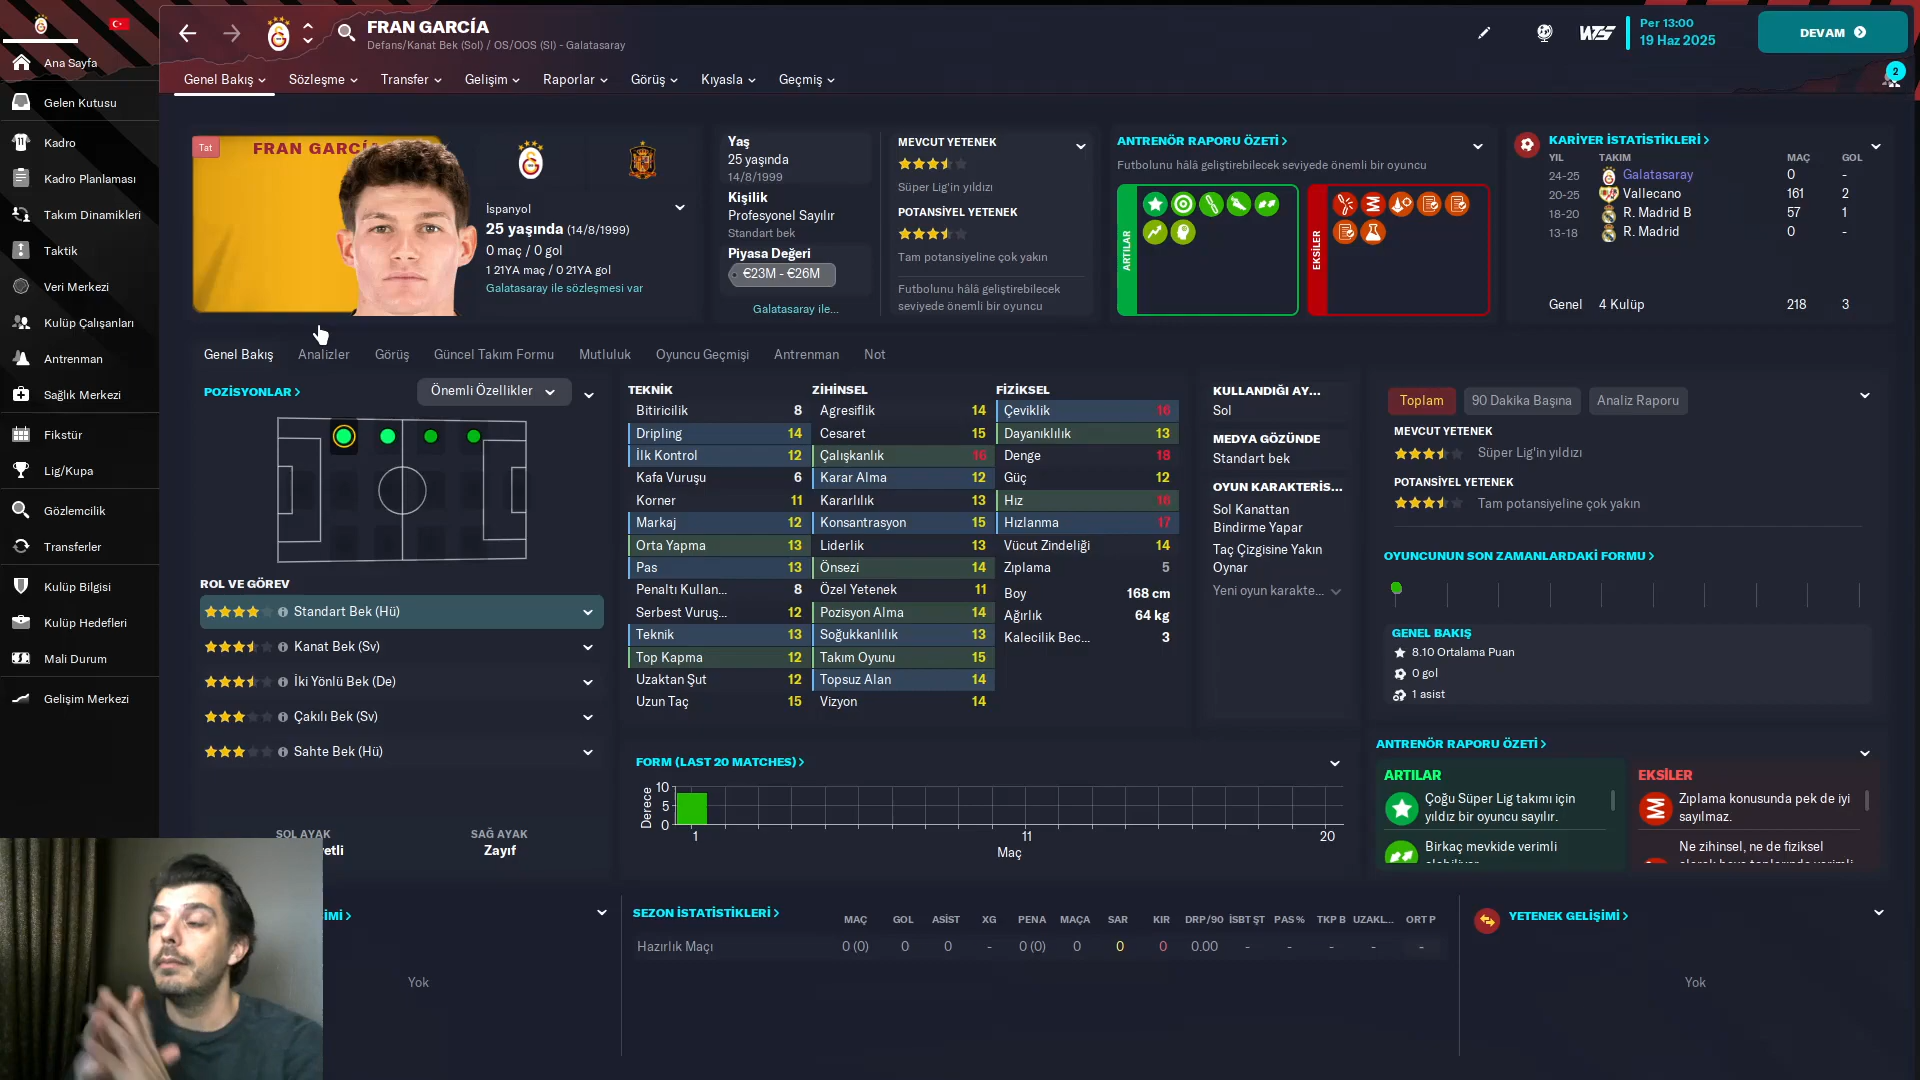 FRAN GARCÍA
Defans/Kanat Bek (Sol) / OS/OOS (Sl) - Galatasaray
Per 13:00
19 Haz 2025
DEVAM
2
Ana Sayfa
Gelen Kutusu
Kadro
Kadro Planlaması
Takım Dinamikleri
Taktik
Veri Merkezi
Kulüp Çalışanları
Antrenman
Sağlık Merkezi
Fikstür
Lig/Kupa
Gözlemcilik
Transferler
Kulüp Bilgisi
Kulüp Hedefleri
Mali Durum
Gelişim Merkezi
Genel Bakış
Sözleşme
Transfer
Gelişim
Raporlar
Görüş
Kıyasla
Geçmiş
Tat
FRAN GARCÍA
İspanyol
25 yaşında (14/8/1999)
0 maç / 0 gol
1 21YA maç / 0 21YA gol
Galatasaray ile sözleşmesi var
Yaş
25 yaşında
14/8/1999
Kişilik
Profesyonel Sayılır
Standart bek
Piyasa Değeri
€23M - €26M
Galatasaray ile...
MEVCUT YETENEK
Süper Lig'in yıldızı
POTANSİYEL YETENEK
Tam potansiyeline çok yakın
Futbolunu hâlâ geliştirebilecek
seviyede önemli bir oyuncu
ANTRENÖR RAPORU ÖZETİ
Futbolunu hâlâ geliştirebilecek seviyede önemli bir oyuncu
ARTILAR
EKSİLER
KARİYER İSTATİSTİKLERİ
YIL TAKIM MAÇ GOL
24-25 Galatasaray 0 -
20-25 Vallecano 161 2
18-20 R. Madrid B 57 1
13-18 R. Madrid 0 -
Genel 4 Kulüp 218 3
Genel Bakış
Analizler
Görüş
Güncel Takım Formu
Mutluluk
Oyuncu Geçmişi
Antrenman
Not
POZİSYONLAR
Önemli Özellikler
ROL VE GÖREV
Standart Bek (Hü)
Kanat Bek (Sv)
İki Yönlü Bek (De)
Çakılı Bek (Sv)
Sahte Bek (Hü)
SOL AYAK
etli
SAĞ AYAK
Zayıf
TEKNİK
Bitiricilik 8
Dripling 14
İlk Kontrol 12
Kafa Vuruşu 6
Korner 11
Markaj 12
Orta Yapma 13
Pas 13
Penaltı Kullan... 8
Serbest Vuruş... 12
Teknik 13
Top Kapma 12
Uzaktan Şut 12
Uzun Taç 15
ZİHİNSEL
Agresiflik 14
Cesaret 15
Çalışkanlık 16
Karar Alma 12
Kararlılık 13
Konsantrasyon 15
Liderlik 13
Önsezi 14
Özel Yetenek 11
Pozisyon Alma 14
Soğukkanlılık 13
Takım Oyunu 15
Topsuz Alan 14
Vizyon 14
FİZİKSEL
Çeviklik 16
Dayanıklılık 13
Denge 18
Güç 12
Hız 16
Hızlanma 17
Vücut Zindeliği 14
Zıplama 5
Boy 168 cm
Ağırlık 64 kg
Kalecilik Bec... 3
KULLANDIĞI AY...
Sol
MEDYA GÖZÜNDE
Standart bek
OYUN KARAKTERİS...
Sol Kanattan
Bindirme Yapar
Taç Çizgisine Yakın
Oynar
Yeni oyun karakte...
Toplam
90 Dakika Başına
Analiz Raporu
MEVCUT YETENEK
Süper Lig'in yıldızı
POTANSİYEL YETENEK
Tam potansiyeline çok yakın
OYUNCUNUN SON ZAMANLARDAKİ FORMU
GENEL BAKIŞ
8.10 Ortalama Puan
0 gol
1 asist
FORM (LAST 20 MATCHES)
Derece
10
5
0
1 11 20
Maç
ANTRENÖR RAPORU ÖZETİ
ARTILAR
Çoğu Süper Lig takımı için
yıldız bir oyuncu sayılır.
Birkaç mevkide verimli
EKSİLER
Zıplama konusunda pek de iyi
sayılmaz.
Ne zihinsel, ne de fiziksel
İMİ
Yok
SEZON İSTATİSTİKLERİ
MAÇ GOL ASİST XG PENA MAÇA SAR KIR DRP/90 İSBT ŞT PAS % TKP B UZAKL... ORT P
Hazırlık Maçı 0 (0) 0 0 - 0 (0) 0 0 0 0.00 - - - - -
YETENEK GELİŞİMİ
Yok